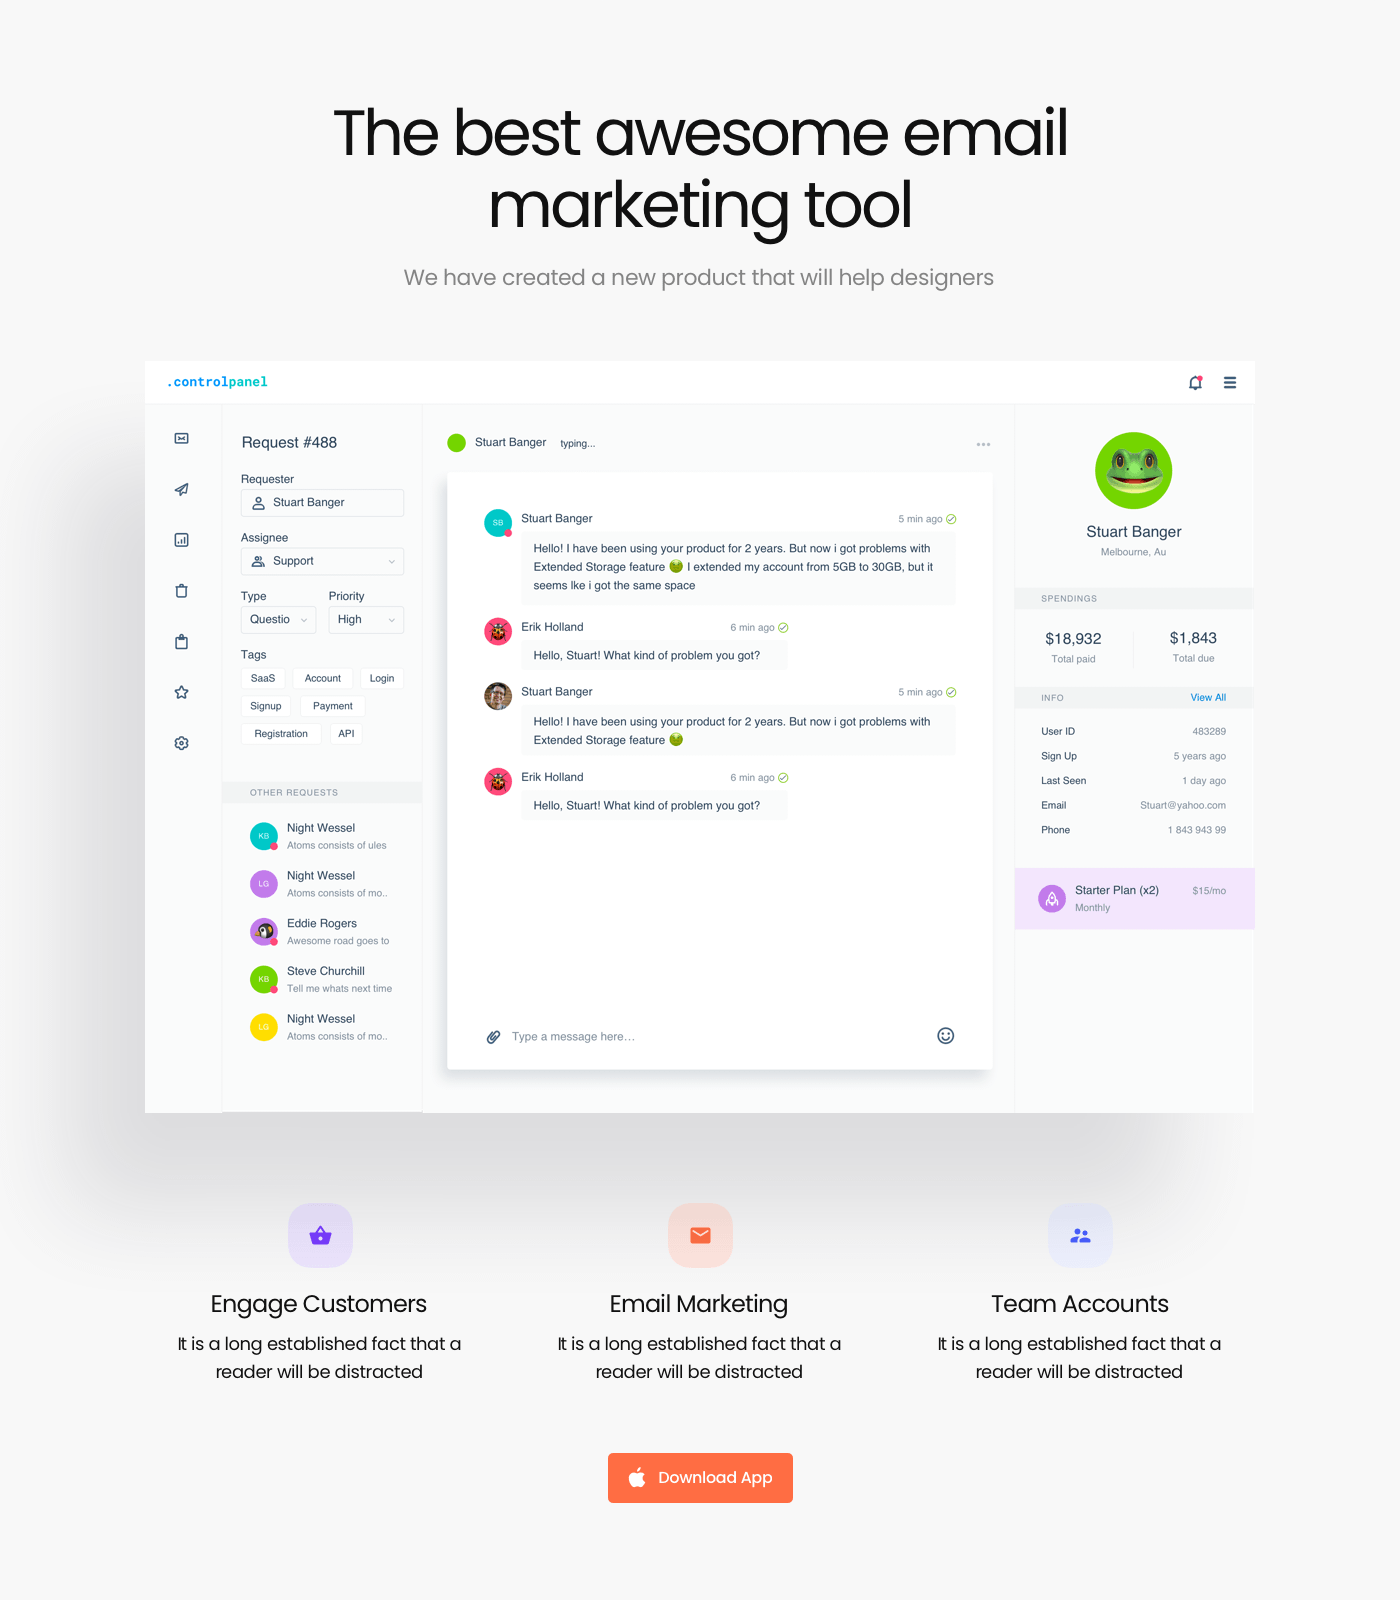 The best awesome email
marketing tool
We have created a new product that will help designers
.controlpanel
Request #488
Requester
Stuart Banger
Assignee
Support
Type
Priority
Questio
High
Tags
SaaS
Account
Login
Signup
Payment
Registration
API
OTHER REQUESTS
KB
Night Wessel
Atoms consists of ules
LG
Night Wessel
Atoms consists of mo..
Eddie Rogers
Awesome road goes to
KB
Steve Churchill
Tell me whats next time
LG
Night Wessel
Atoms consists of mo..
Stuart Banger typing...
SB
Stuart Banger
5 min ago
Hello! I have been using your product for 2 years. But now i got problems with
Extended Storage feature 🤢 I extended my account from 5GB to 30GB, but it
seems lke i got the same space
Erik Holland
6 min ago
Hello, Stuart! What kind of problem you got?
Stuart Banger
5 min ago
Hello! I have been using your product for 2 years. But now i got problems with
Extended Storage feature 🤢
Erik Holland
6 min ago
Hello, Stuart! What kind of problem you got?
Type a message here...
Stuart Banger
Melbourne, Au
SPENDINGS
$18,932
Total paid
$1,843
Total due
INFO
View All
User ID
483289
Sign Up
5 years ago
Last Seen
1 day ago
Email
Stuart@yahoo.com
Phone
1 843 943 99
Starter Plan (x2)
$15/mo
Monthly
Engage Customers
It is a long established fact that a
reader will be distracted
Email Marketing
It is a long established fact that a
reader will be distracted
Team Accounts
It is a long established fact that a
reader will be distracted
Download App